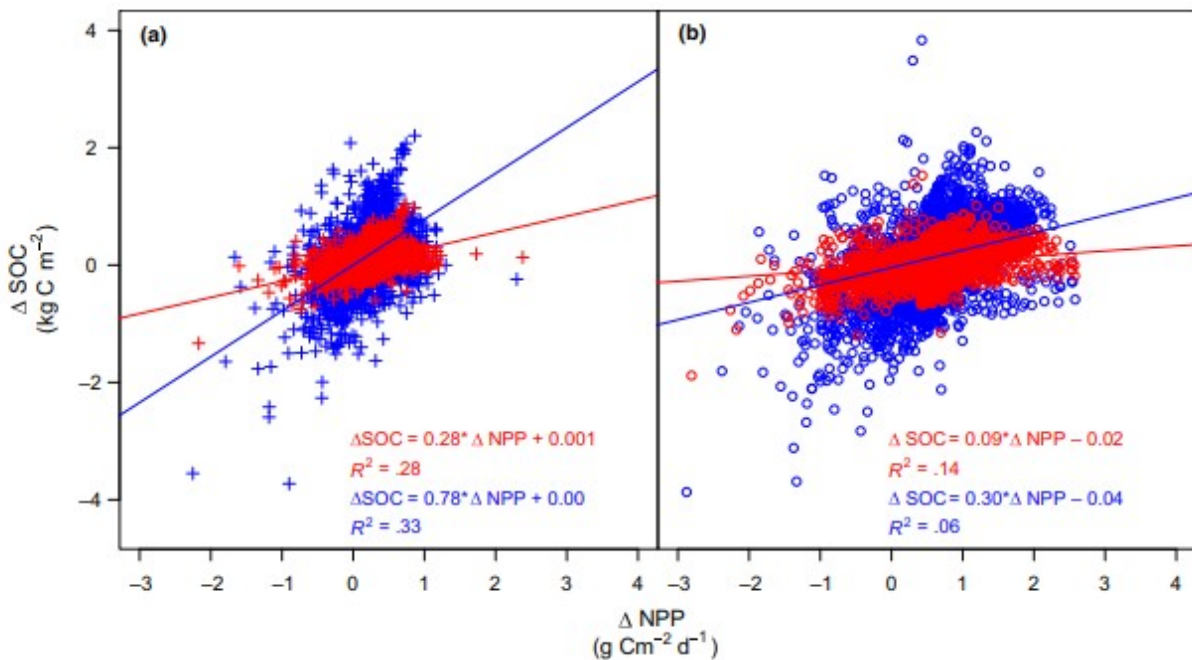 (a)
(b)
4
2
0
−2
−4
Δ SOC
(kg C m⁻²)
ΔSOC = 0.28* Δ NPP + 0.001
R² = .28
ΔSOC = 0.78* Δ NPP + 0.00
R² = .33
Δ SOC = 0.09*Δ NPP − 0.02
R² = .14
Δ SOC = 0.30*Δ NPP − 0.04
R² = .06
−3 −2 −1 0 1 2 3 4
−3 −2 −1 0 1 2 3 4
Δ NPP
(g Cm⁻² d⁻¹)